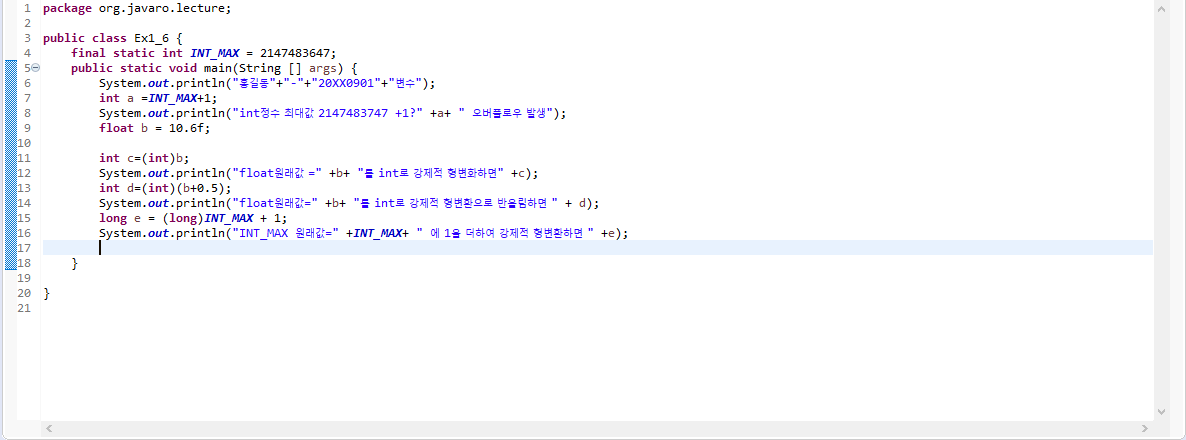 1 package org.javaro.lecture;
2
3 public class Ex1_6 {
4 final static int INT_MAX = 2147483647;
5 public static void main(String [] args) {
6 System.out.println("홍길동"+"-"+"20XX0901"+"변수");
7 int a =INT_MAX+1;
8 System.out.println("int정수 최대값 2147483747 +1?" +a+ " 오버플로우 발생");
9 float b = 10.6f;
10
11 int c=(int)b;
12 System.out.println("float원래값 =" +b+ "를 int로 강제적 형변화하면" +c);
13 int d=(int)(b+0.5);
14 System.out.println("float원래값=" +b+ "를 int로 강제적 형변환으로 반올림하면 " + d);
15 long e = (long)INT_MAX + 1;
16 System.out.println("INT_MAX 원래값=" +INT_MAX+ " 에 1을 더하여 강제적 형변환하면 " +e);
17
18 }
19
20 }
21